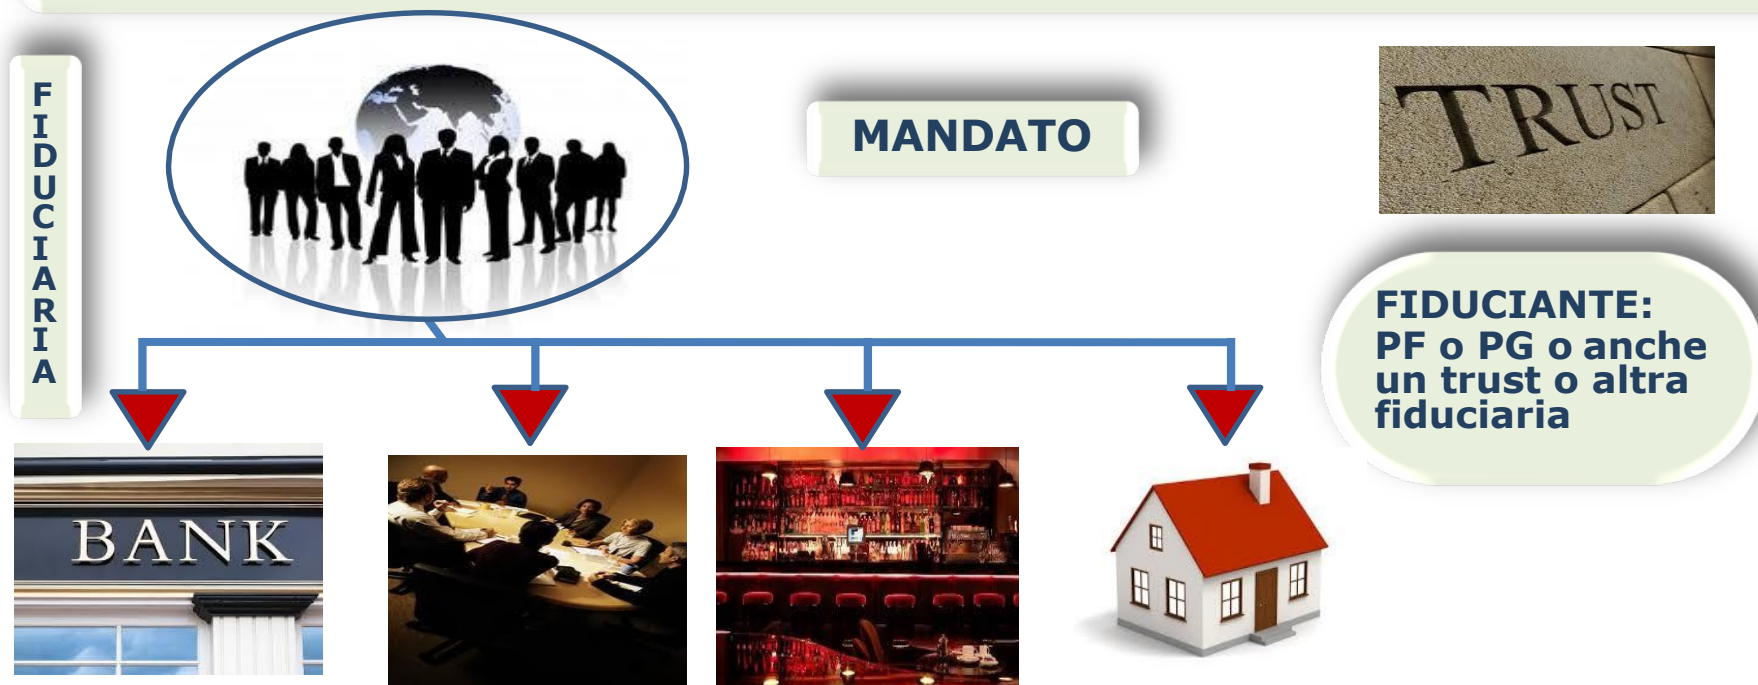 FIDUCIARIA
MANDATO
TRUST
FIDUCIANTE:
PF o PG o anche
un trust o altra
fiduciaria
BANK